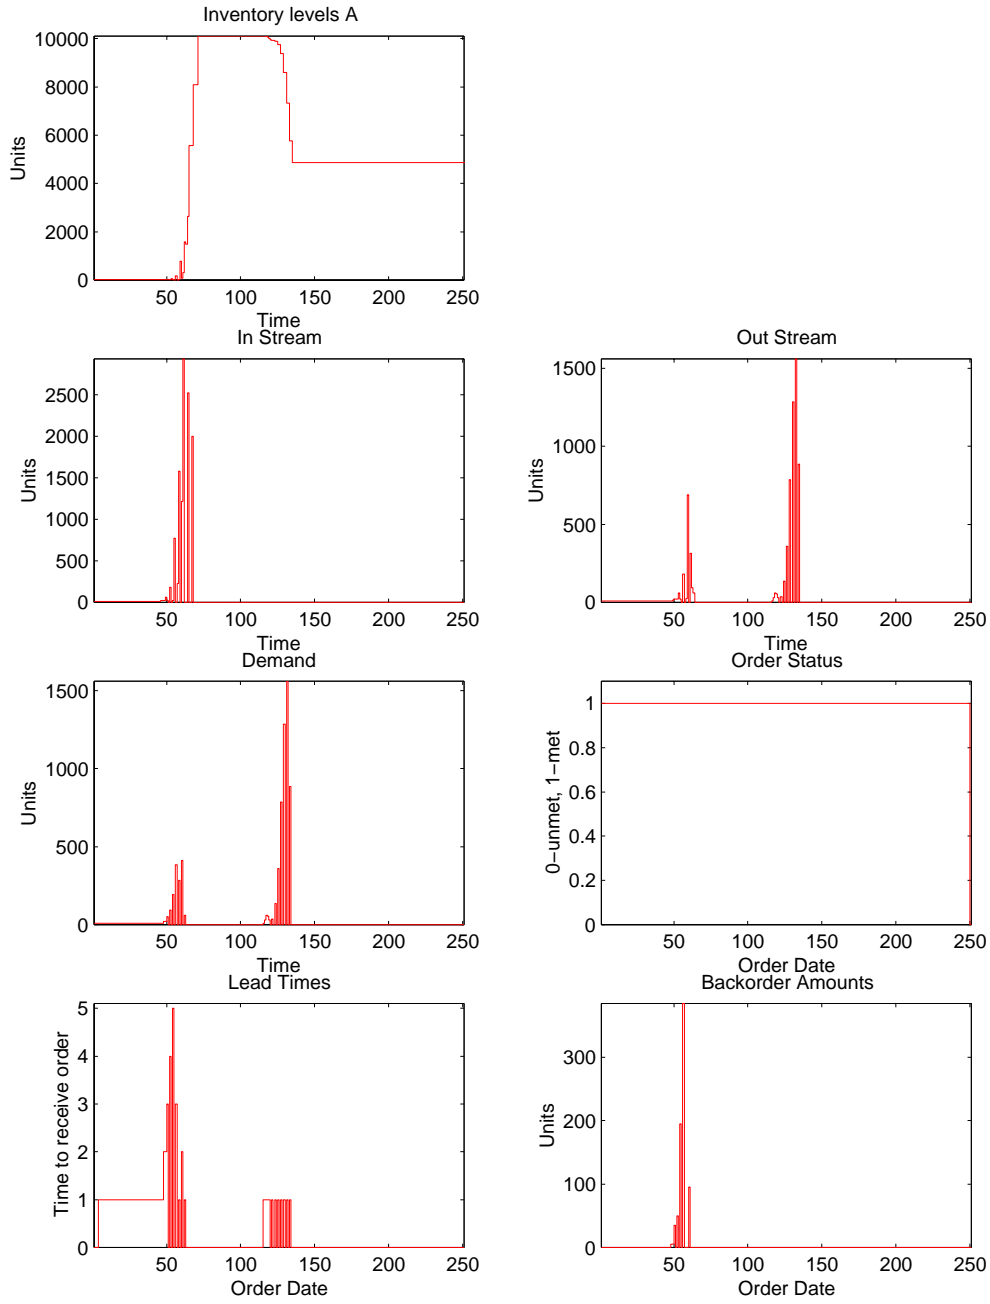 Inventory levels A
10000
8000
6000
4000
2000
0
Units
50 100 150 200 250
Time
In Stream
2500
2000
1500
1000
500
0
Units
50 100 150 200 250
Time
Out Stream
1500
1000
500
0
Units
50 100 150 200 250
Time
Demand
1500
1000
500
0
Units
50 100 150 200 250
Time
Order Status
1
0.8
0.6
0.4
0.2
0
0−unmet, 1−met
50 100 150 200 250
Order Date
Lead Times
5
4
3
2
1
0
Time to receive order
50 100 150 200 250
Order Date
Backorder Amounts
300
200
100
0
Units
50 100 150 200 250
Order Date